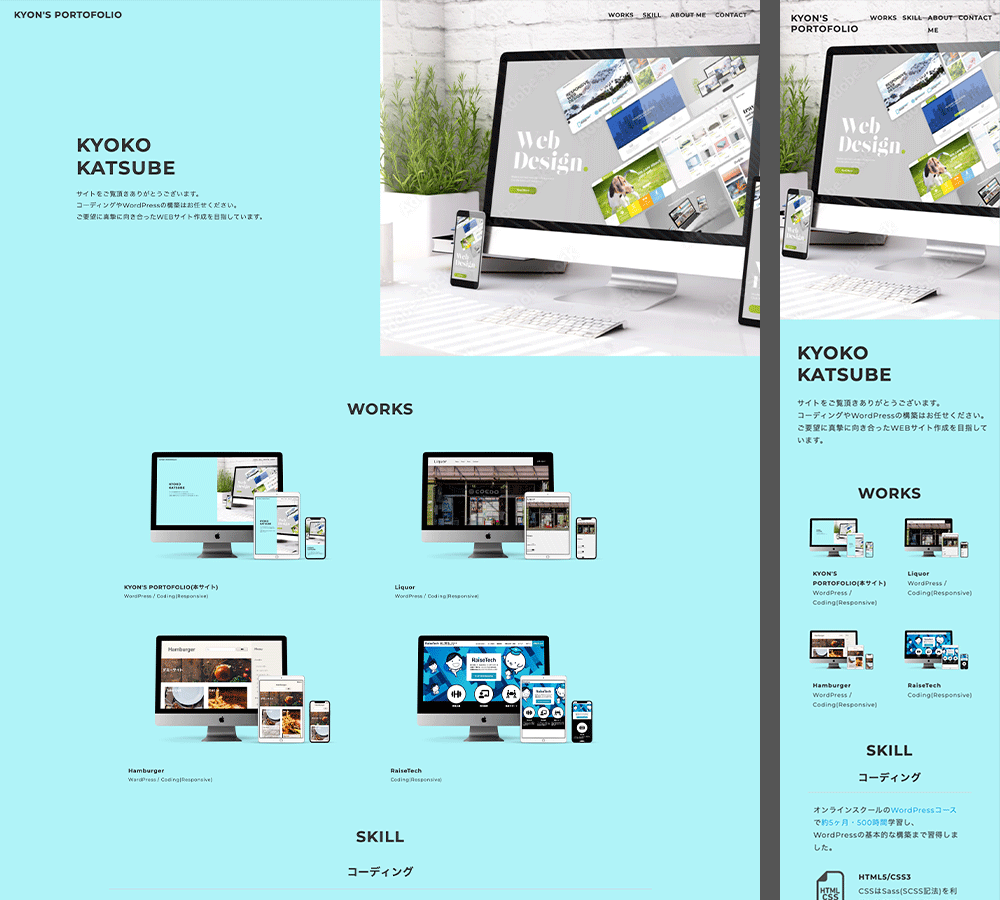 KYON'S PORTOFOLIO
WORKS SKILL ABOUT ME CONTACT
KYOKO
KATSUBE
サイトをご覧頂きありがとうございます。
コーディングやWordPressの構築はお任せください。
ご要望に真摯に向き合ったWEBサイト作成を目指しています。
Web
Design.
Web
Design
WORKS
KYOKO
KATSUBE
KYON'S PORTOFOLIO(本サイト)
WordPress / Coding(Responsive)
Liquor
Liquor
WordPress / Coding(Responsive)
Hamburger
Menu
Hamburger
WordPress / Coding(Responsive)
RaiseTech
RaiseTech
RaiseTech
Coding(Responsive)
SKILL
コーディング
KYON'S
PORTOFOLIO
WORKS SKILL ABOUT CONTACT
ME
Web
Design.
Web
Design
KYOKO
KATSUBE
サイトをご覧頂きありがとうございます。
コーディングやWordPressの構築はお任せください。
ご要望に真摯に向き合ったWEBサイト作成を目指して
います。
WORKS
KYON'S
PORTOFOLIO(本サイト)
WordPress /
Coding(Responsive)
Liquor
WordPress /
Coding(Responsive)
Hamburger
WordPress /
Coding(Responsive)
RaiseTech
Coding(Responsive)
SKILL
コーディング
オンラインスクールのWordPressコース
で約5ヶ月・500時間学習し、
WordPressの基本的な構築まで習得しま
した。
HTML
CSS
HTML5/CSS3
CSSはSass(SCSS記法)を利